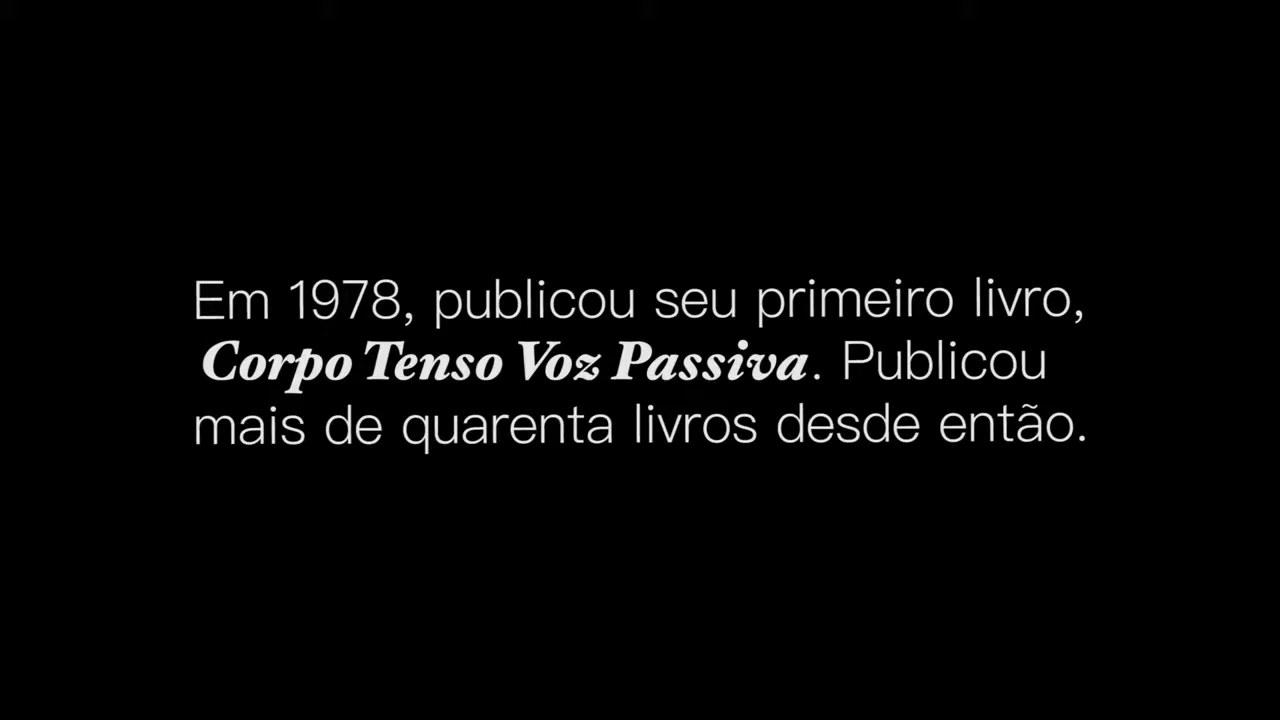 Em 1978, publicou seu primeiro livro,
Corpo Tenso Voz Passiva. Publicou
mais de quarenta livros desde então.